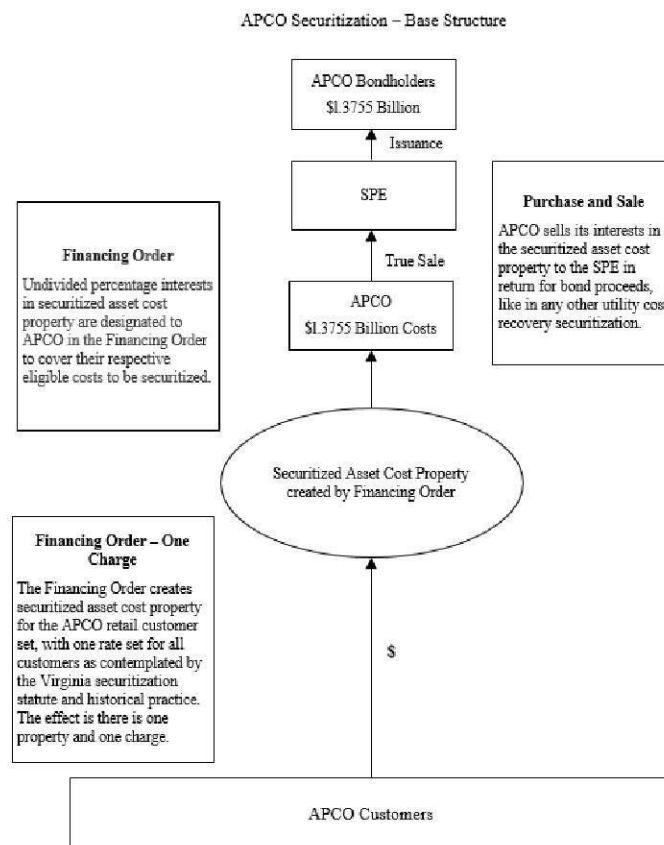 APCO Securitization – Base Structure
APCO Bondholders
$1.3755 Billion
Issuance
SPE
True Sale
APCO
$1.3755 Billion Costs
Financing Order
Undivided percentage interests
in securitized asset cost
property are designated to
APCO in the Financing Order
to cover their respective
eligible costs to be securitized.
Purchase and Sale
APCO sells its interests in
the securitized asset cost
property to the SPE in
return for bond proceeds,
like in any other utility cos
recovery securitization.
Securitized Asset Cost Property
created by Financing Order
Financing Order – One
Charge
The Financing Order creates
securitized asset cost property
for the APCO retail customer
set, with one rate set for all
customers as contemplated by
the Virginia securitization
statute and historical practice.
The effect is there is one
property and one charge.
$
APCO Customers